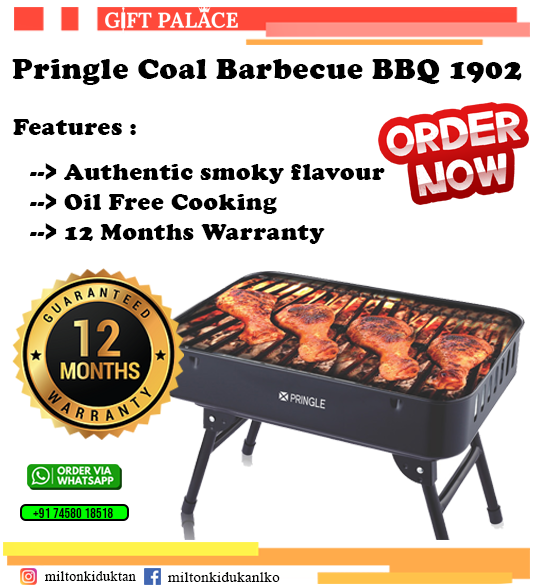 GIFT PALACE
Pringle Coal Barbecue BBQ 1902
Features :
--> Authentic smoky flavour
--> Oil Free Cooking
--> 12 Months Warranty
ORDER
NOW
GUARANTEED
12
MONTHS
WARRANTY
PRINGLE
ORDER VIA
WHATSAPP
+91 74580 18518
miltonkiduktan
miltonkidukanlko